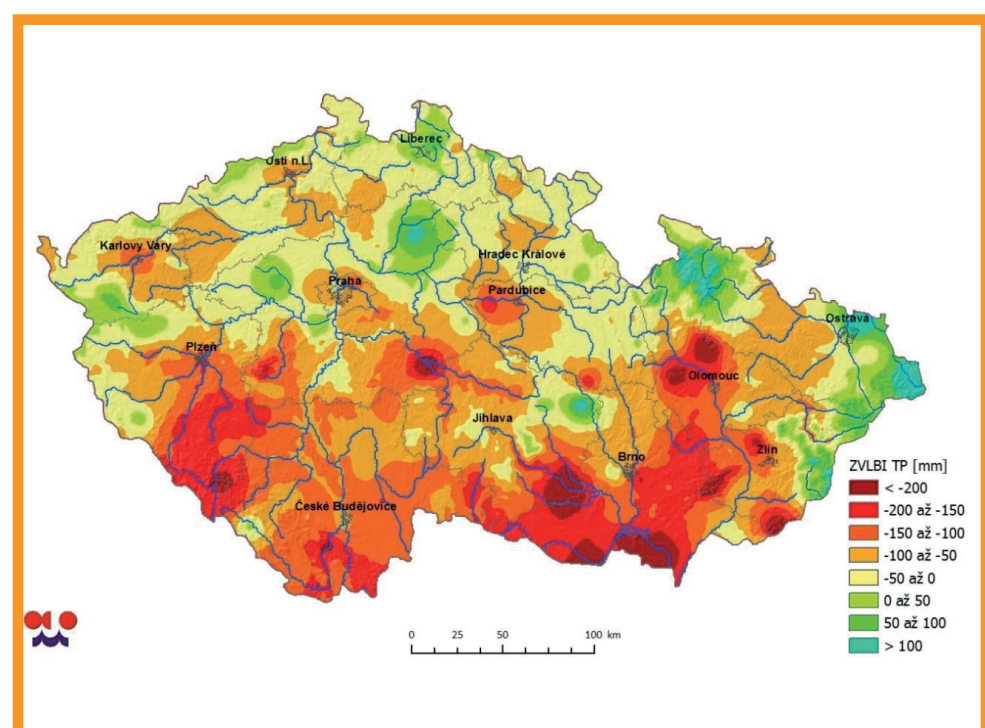 Liberec
Ústí n.L.
Karlovy Vary
Hradec Králové
Praha
Pardubice
Ostrava
Plzeň
Olomouc
Jihlava
Zlín
Brno
České Budějovice
ZVLBI TP [mm]
< -200
-200 až -150
-150 až -100
-100 až -50
-50 až 0
0 až 50
50 až 100
> 100
0 25 50 100 km